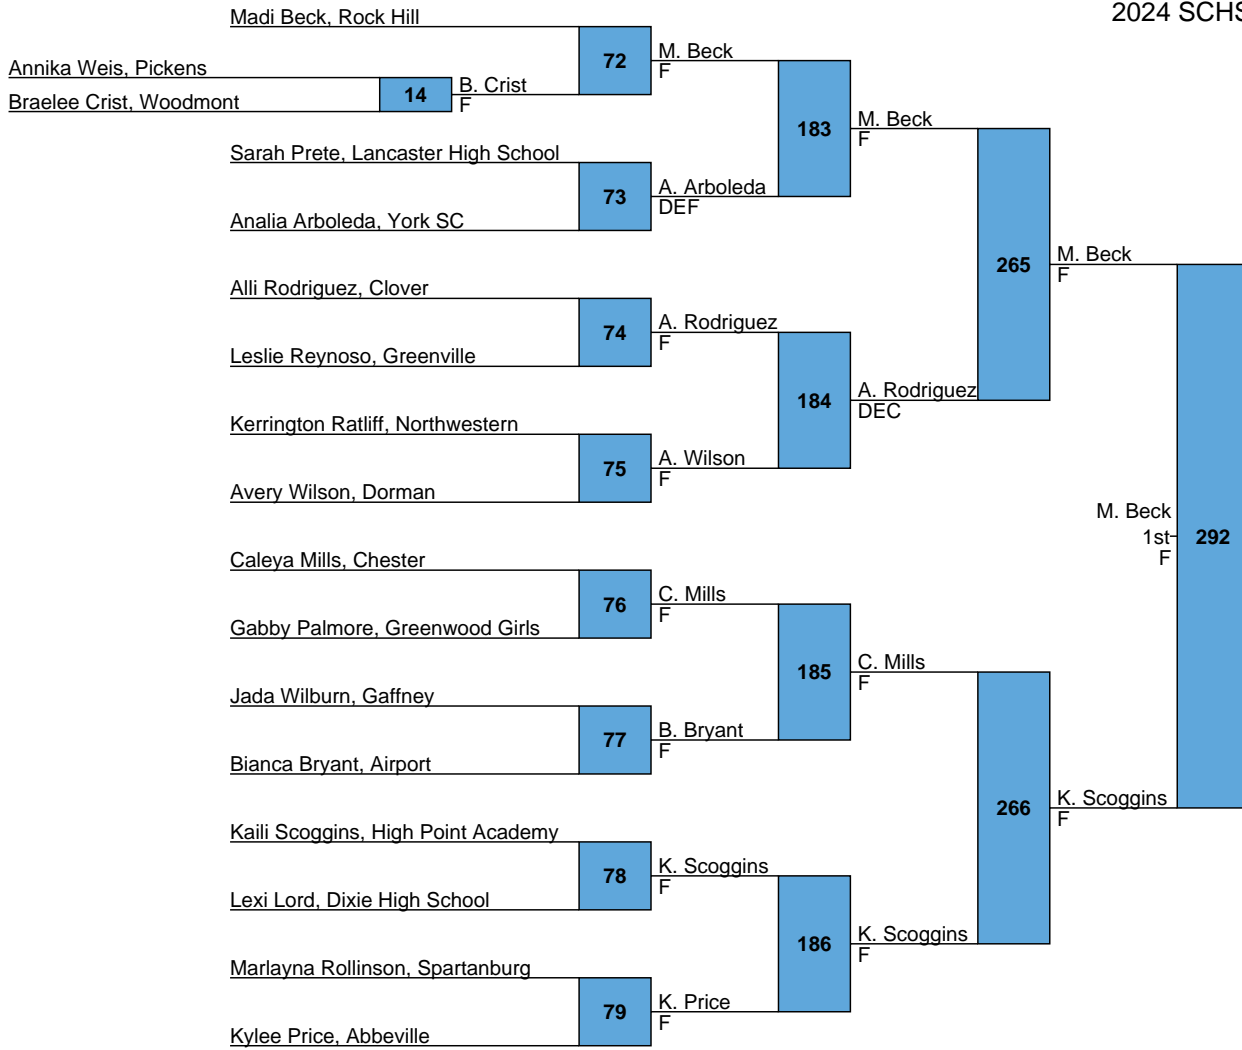 2024 SCHS
Madi Beck, Rock Hill
72
M. Beck
F
Annika Weis, Pickens
14
B. Crist
F
Braelee Crist, Woodmont
183
M. Beck
F
Sarah Prete, Lancaster High School
73
A. Arboleda
DEF
Analia Arboleda, York SC
265
M. Beck
F
Alli Rodriguez, Clover
74
A. Rodriguez
F
Leslie Reynoso, Greenville
184
A. Rodriguez
DEC
Kerrington Ratliff, Northwestern
75
A. Wilson
F
Avery Wilson, Dorman
M. Beck
1st
F
292
Caleya Mills, Chester
76
C. Mills
F
Gabby Palmore, Greenwood Girls
185
C. Mills
F
Jada Wilburn, Gaffney
77
B. Bryant
F
Bianca Bryant, Airport
266
K. Scoggins
F
Kaili Scoggins, High Point Academy
78
K. Scoggins
F
Lexi Lord, Dixie High School
186
K. Scoggins
F
Marlayna Rollinson, Spartanburg
79
K. Price
F
Kylee Price, Abbeville